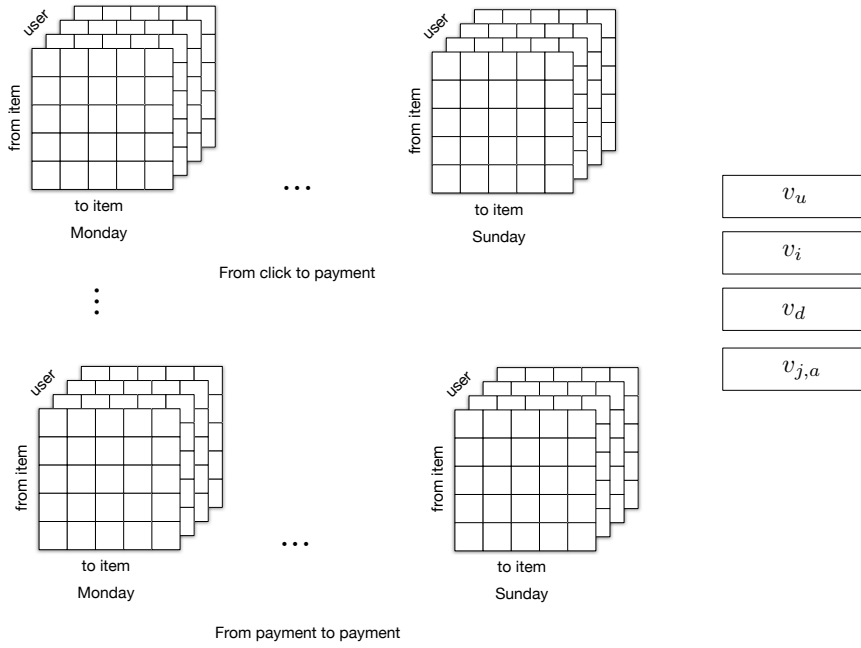 user
user
from item
from item
to item
to item
Monday
...
Sunday
From click to payment
⋮
user
user
from item
from item
to item
...
to item
Monday
Sunday
From payment to payment
v_u
v_i
v_d
v_{j,a}